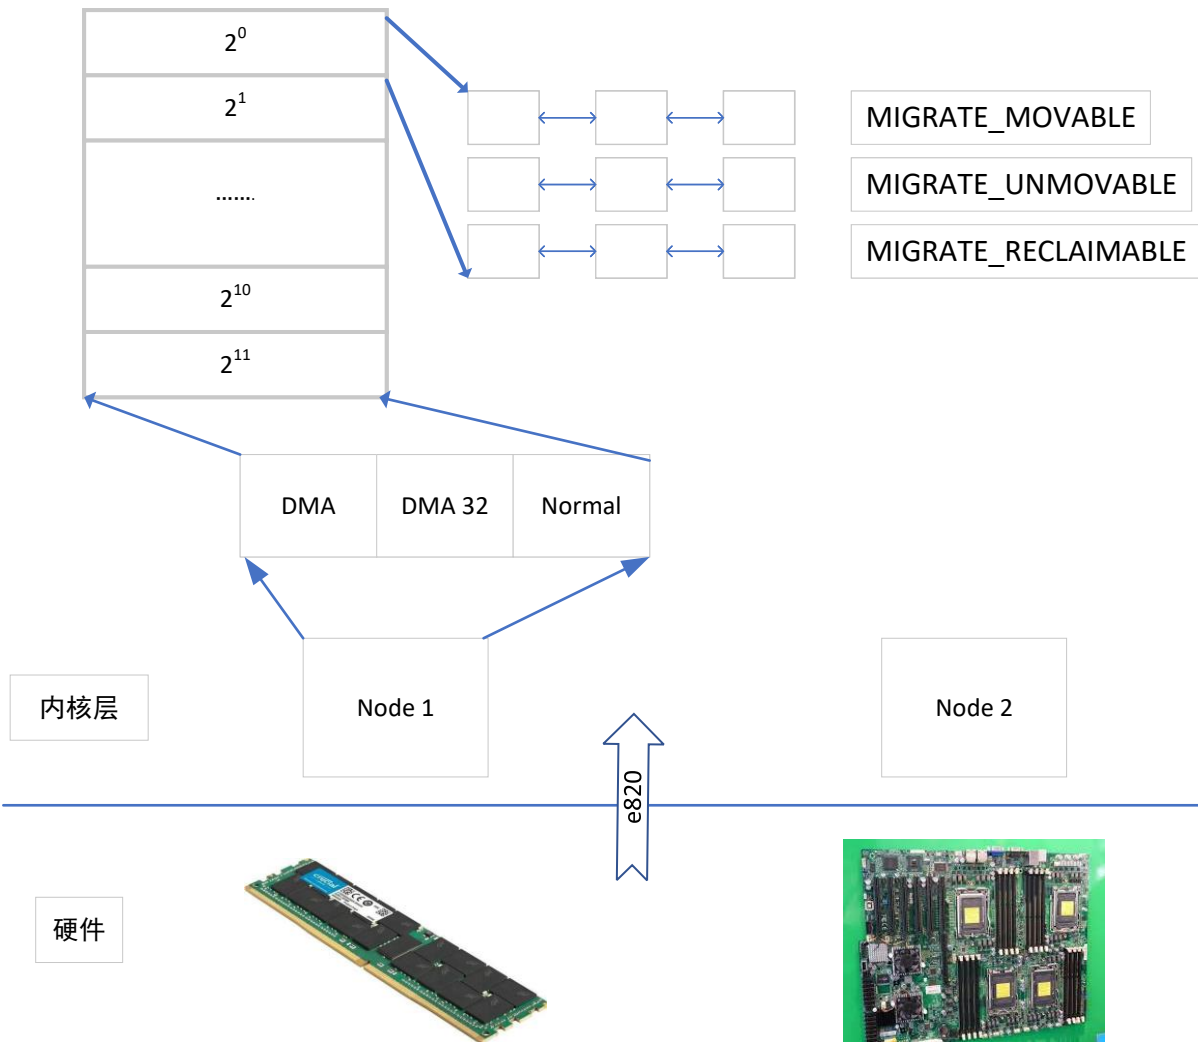 2^0
2^1
…….
2^10
2^11
MIGRATE_MOVABLE
MIGRATE_UNMOVABLE
MIGRATE_RECLAIMABLE
DMA
DMA 32
Normal
内核层
Node 1
Node 2
e820
硬件
crucial